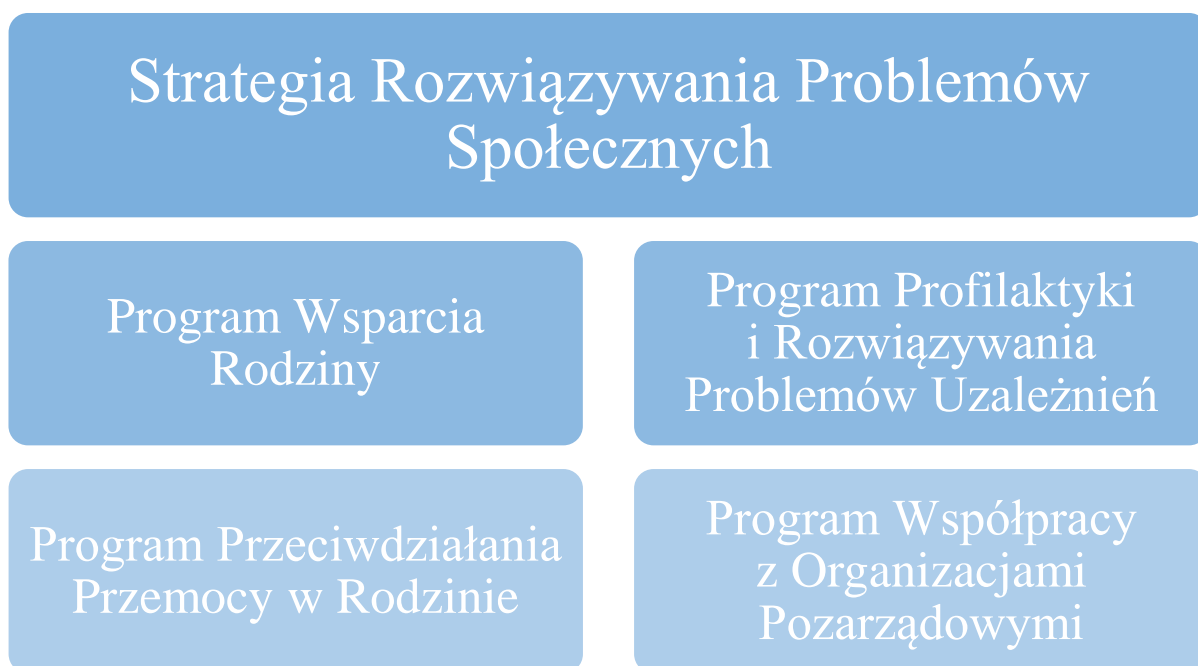 Strategia Rozwiązywania Problemów
Społecznych
Program Wsparcia
Rodziny
Program Profilaktyki
i Rozwiązywania
Problemów Uzależnień
Program Przeciwdziałania
Przemocy w Rodzinie
Program Współpracy
z Organizacjami
Pozarządowymi